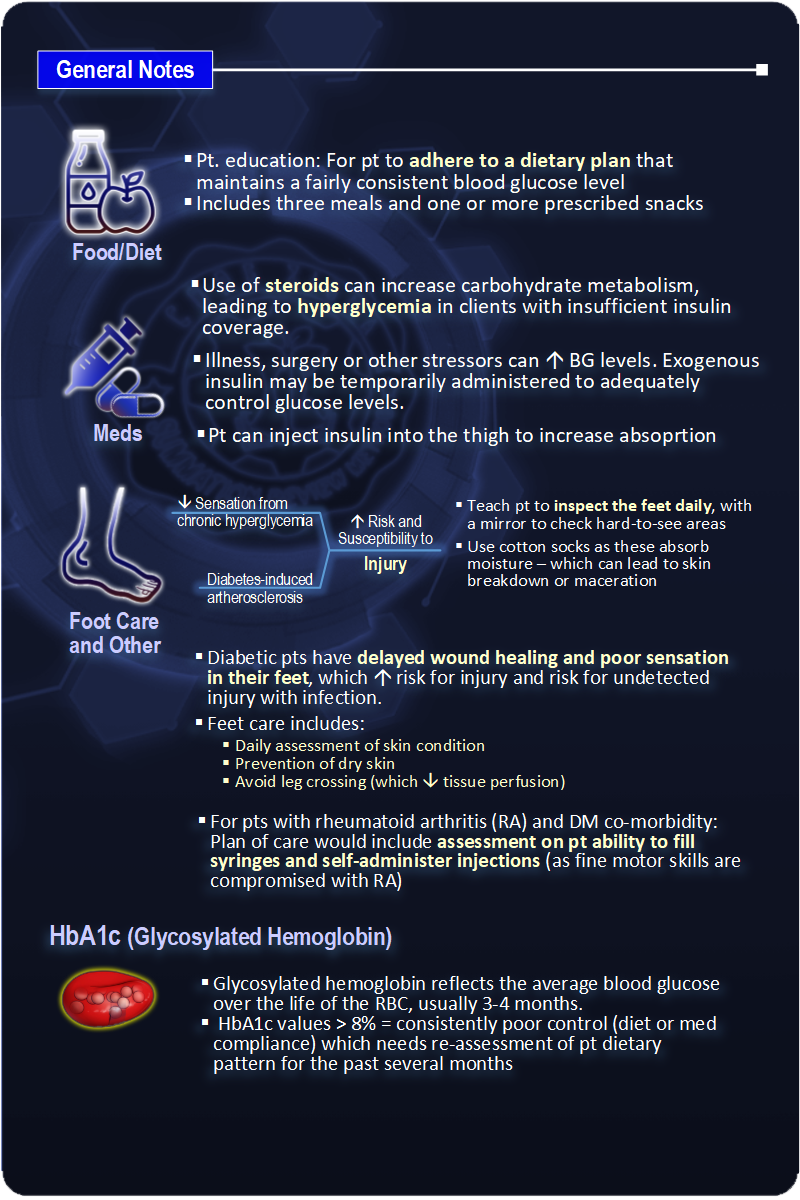 General Notes
▪ Pt. education: For pt to adhere to a dietary plan that
maintains a fairly consistent blood glucose level
▪ Includes three meals and one or more prescribed snacks
Food/Diet
▪ Use of steroids can increase carbohydrate metabolism,
leading to hyperglycemia in clients with insufficient insulin
coverage.
▪ Illness, surgery or other stressors can ↑ BG levels. Exogenous
insulin may be temporarily administered to adequately
control glucose levels.
▪ Pt can inject insulin into the thigh to increase absoprtion
Meds
↓ Sensation from
chronic hyperglycemia
Diabetes-induced
artherosclerosis
↑ Risk and
Susceptibility to
Injury
▪ Teach pt to inspect the feet daily, with
a mirror to check hard-to-see areas
▪ Use cotton socks as these absorb
moisture – which can lead to skin
breakdown or maceration
Foot Care
and Other
▪ Diabetic pts have delayed wound healing and poor sensation
in their feet, which ↑ risk for injury and risk for undetected
injury with infection.
▪ Feet care includes:
▪ Daily assessment of skin condition
▪ Prevention of dry skin
▪ Avoid leg crossing (which ↓ tissue perfusion)
▪ For pts with rheumatoid arthritis (RA) and DM co-morbidity:
Plan of care would include assessment on pt ability to fill
syringes and self-administer injections (as fine motor skills are
compromised with RA)
HbA1c (Glycosylated Hemoglobin)
▪ Glycosylated hemoglobin reflects the average blood glucose
over the life of the RBC, usually 3-4 months.
▪ HbA1c values > 8% = consistently poor control (diet or med
compliance) which needs re-assessment of pt dietary
pattern for the past several months